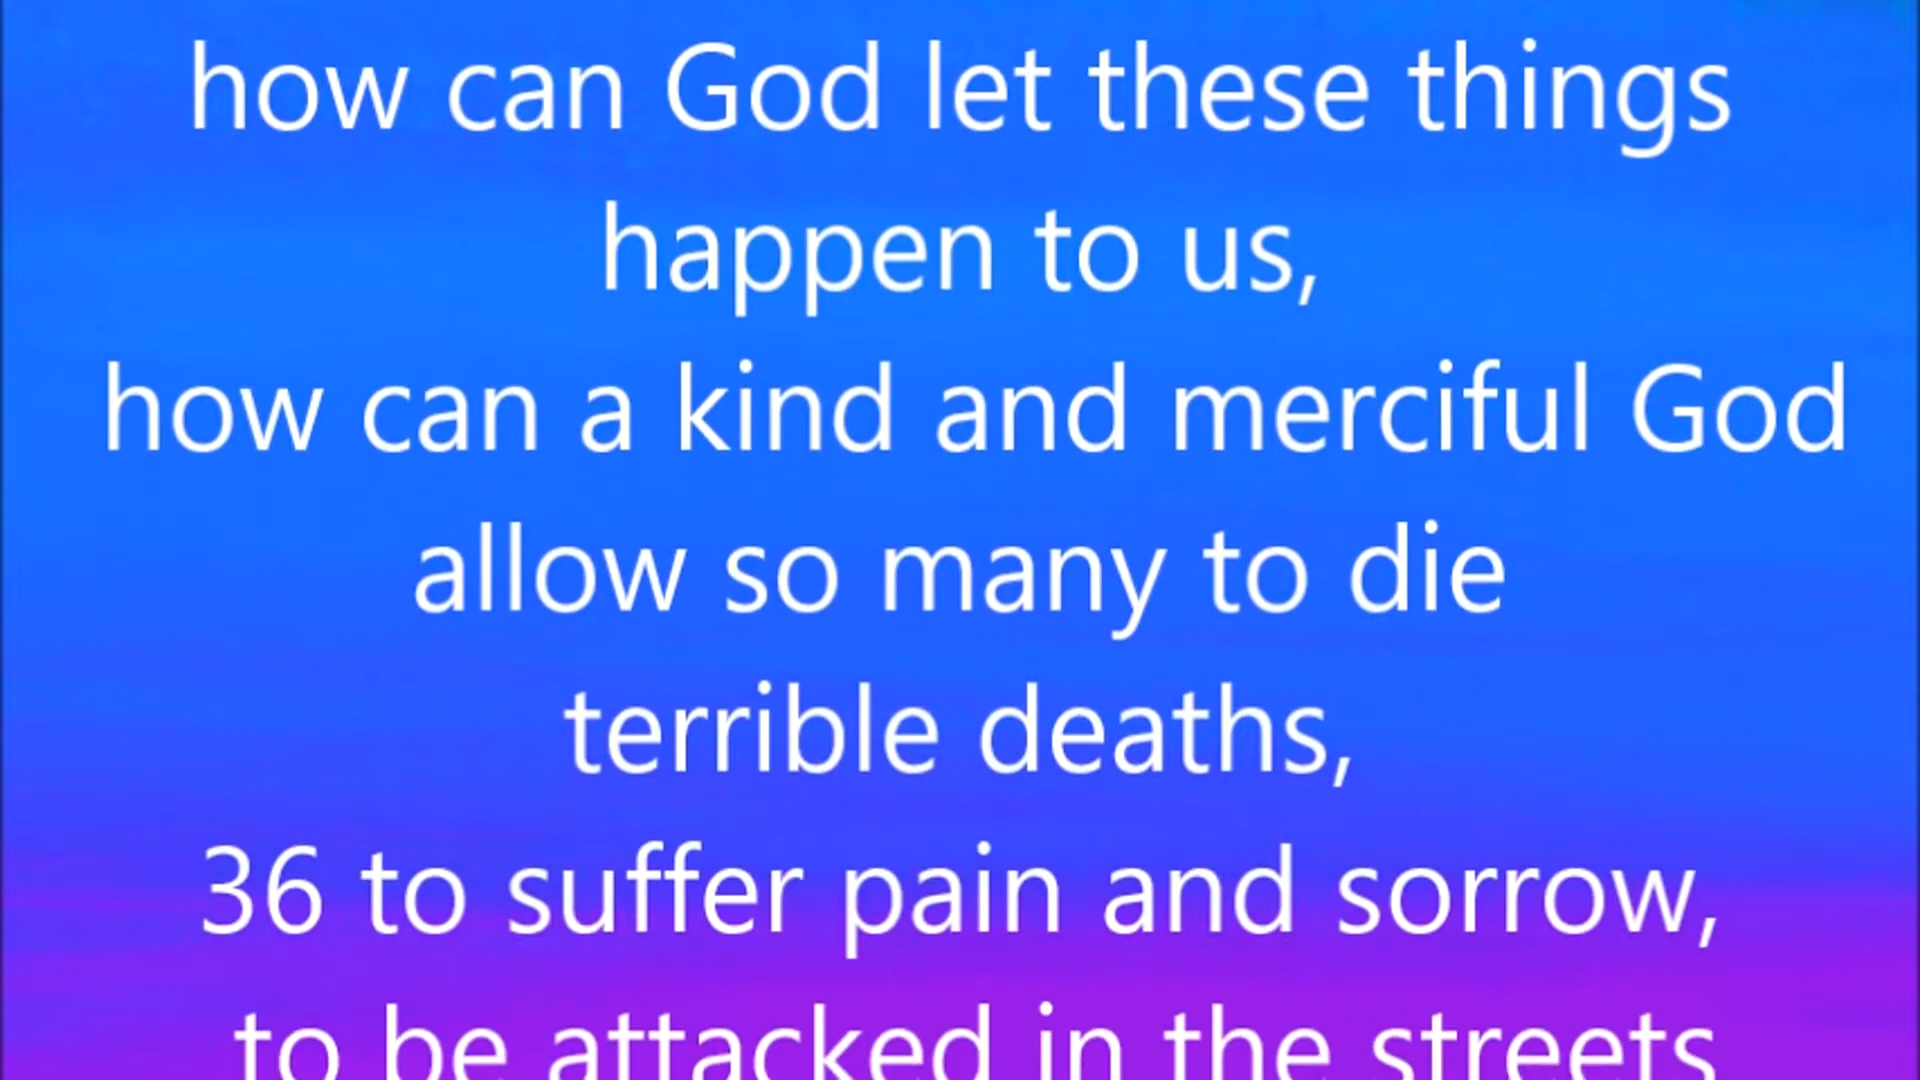 how can God let these things
happen to us,
how can a kind and merciful God
allow so many to die
terrible deaths,
36 to suffer pain and sorrow,
to be attacked in the streets